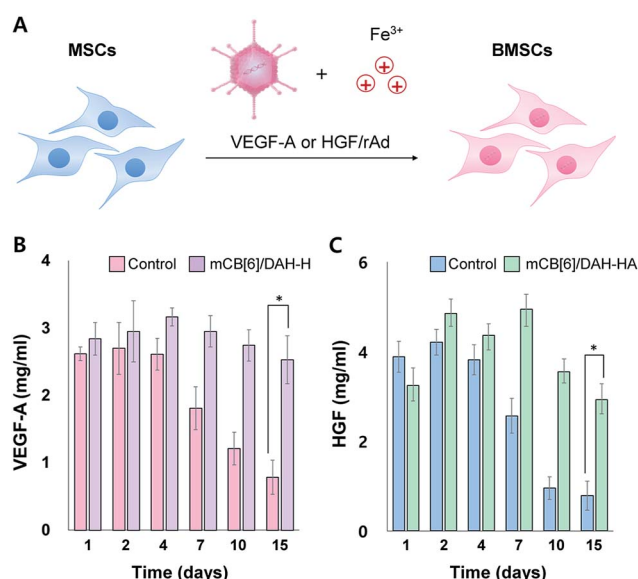 A
MSCs
+
Fe³⁺
+ + +
BMSCs
VEGF-A or HGF/rAd
B
Control mCB[6]/DAH-H
VEGF-A (mg/ml)
4
3
2
1
0
*
1 2 4 7 10 15
Time (days)
C
Control mCB[6]/DAH-HA
HGF (mg/ml)
6
4
2
0
*
1 2 4 7 10 15
Time (days)